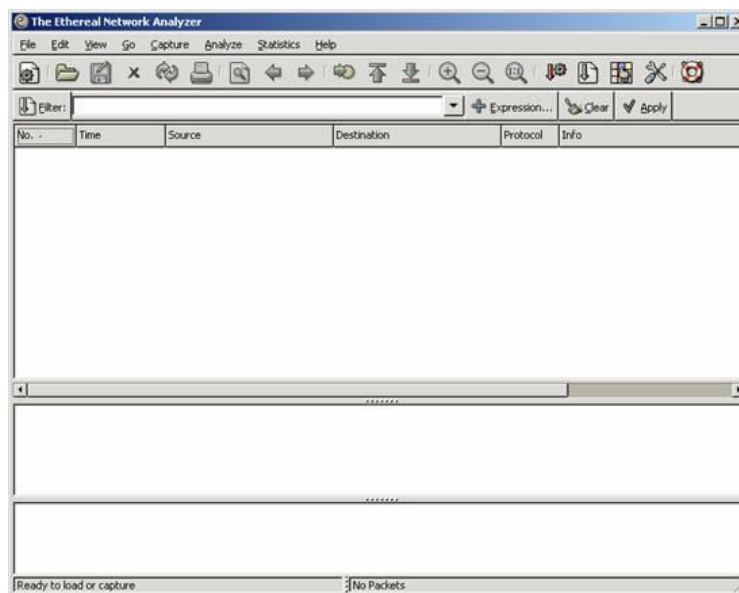 The Ethereal Network Analyzer
File Edit View Go Capture Analyze Statistics Help
Filter: Expression... Clear Apply
No. - Time Source Destination Protocol Info
Ready to load or capture No Packets